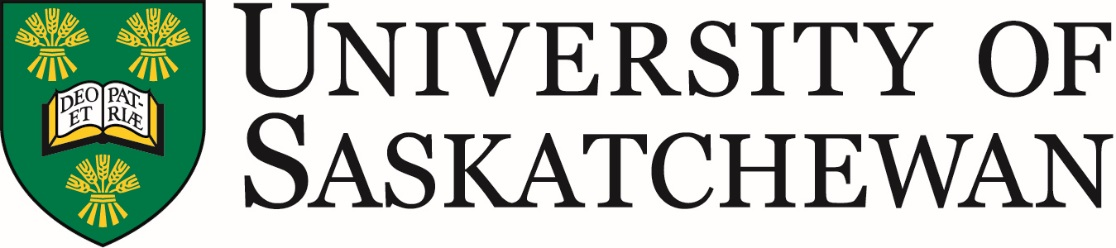 UNIVERSITY OF
SASKATCHEWAN
DEO PAT-
ET RIÆ